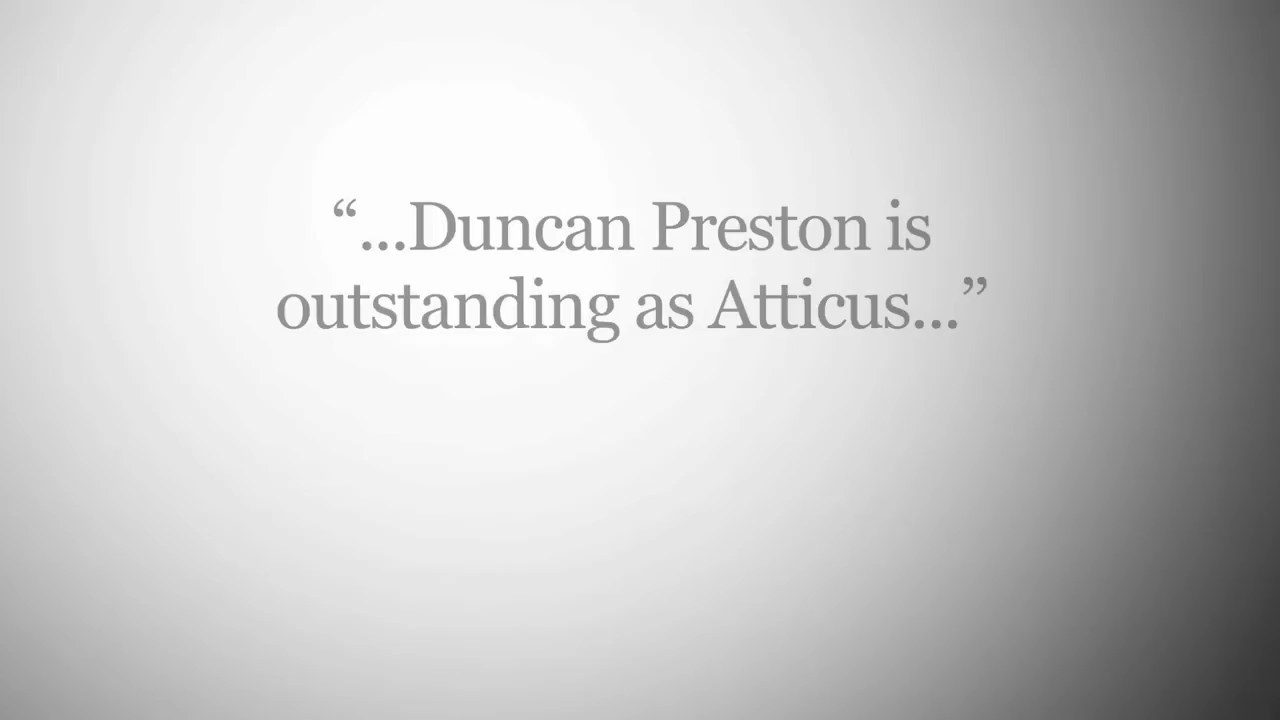 “...Duncan Preston is
outstanding as Atticus...”